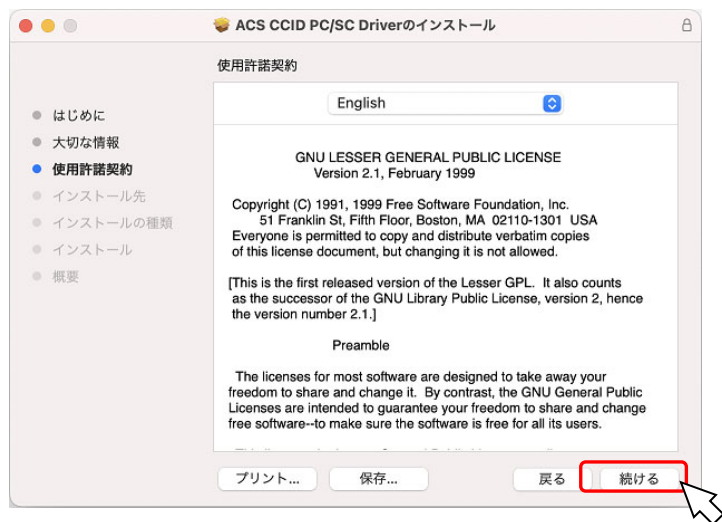 ACS CCID PC/SC Driverのインストール
使用許諾契約
English
はじめに
大切な情報
使用許諾契約
インストール先
インストールの種類
インストール
概要
GNU LESSER GENERAL PUBLIC LICENSE
Version 2.1, February 1999
Copyright (C) 1991, 1999 Free Software Foundation, Inc.
51 Franklin St, Fifth Floor, Boston, MA 02110-1301 USA
Everyone is permitted to copy and distribute verbatim copies
of this license document, but changing it is not allowed.
[This is the first released version of the Lesser GPL. It also counts
as the successor of the GNU Library Public License, version 2, hence
the version number 2.1.]
Preamble
The licenses for most software are designed to take away your
freedom to share and change it. By contrast, the GNU General Public
Licenses are intended to guarantee your freedom to share and change
free software--to make sure the software is free for all its users.
プリント...
保存...
戻る
続ける